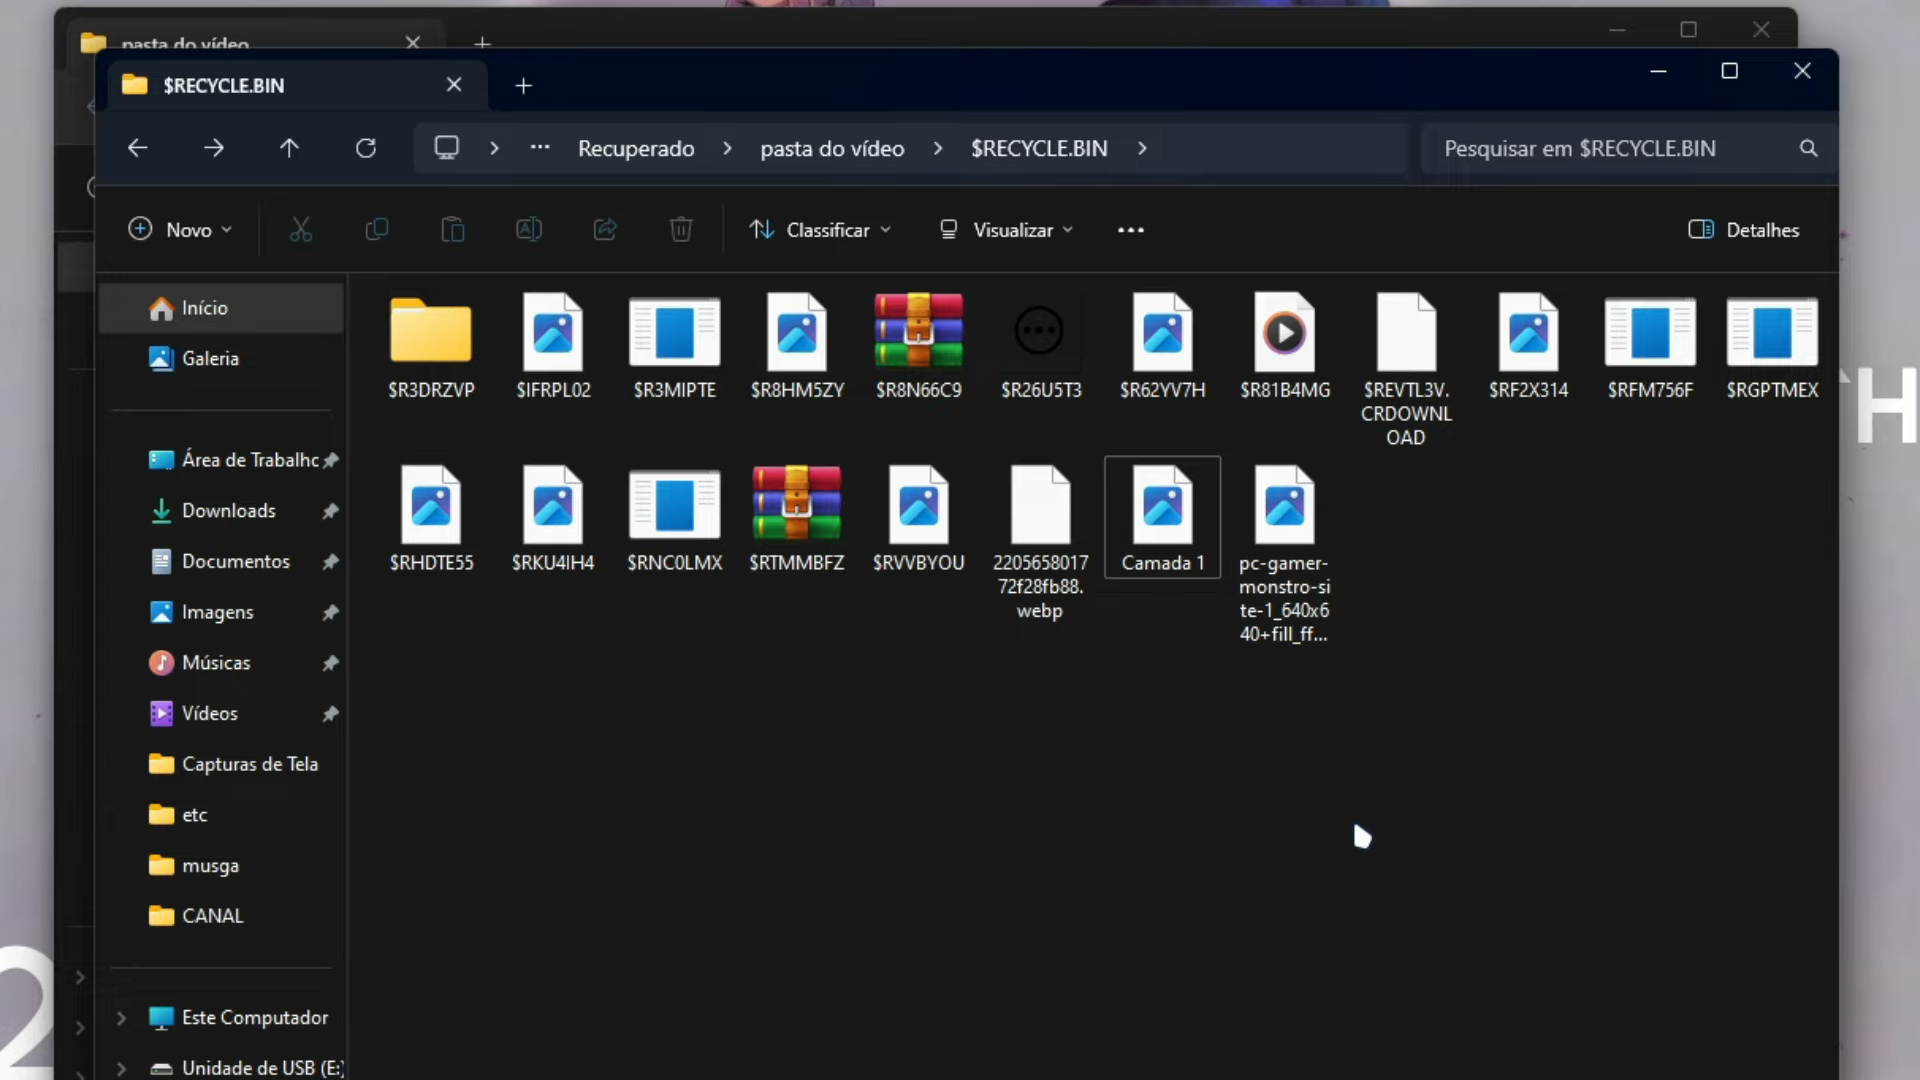 pasta do vídeo
$RECYCLE.BIN
Recuperado
pasta do vídeo
$RECYCLE.BIN
Pesquisar em $RECYCLE.BIN
Novo
Classificar
Visualizar
Detalhes
Início
Galeria
Área de Trabalhc
Downloads
Documentos
Imagens
Músicas
Vídeos
Capturas de Tela
etc
musga
CANAL
Este Computador
Unidade de USB (E:)
$R3DRZVP
$IFRPL02
$R3MIPTE
$R8HM5ZY
$R8N66C9
$R26U5T3
$R62YV7H
$R81B4MG
$REVTL3V.
CRDOWNL
OAD
$RF2X314
$RFM756F
$RGPTMEX
$RHDTE55
$RKU4IH4
$RNC0LMX
$RTMMBFZ
$RVVBYOU
2205658017
72f28fb88.
webp
Camada 1
pc-gamer-
monstro-si
te-1_640x6
40+fill_ff...
H
2